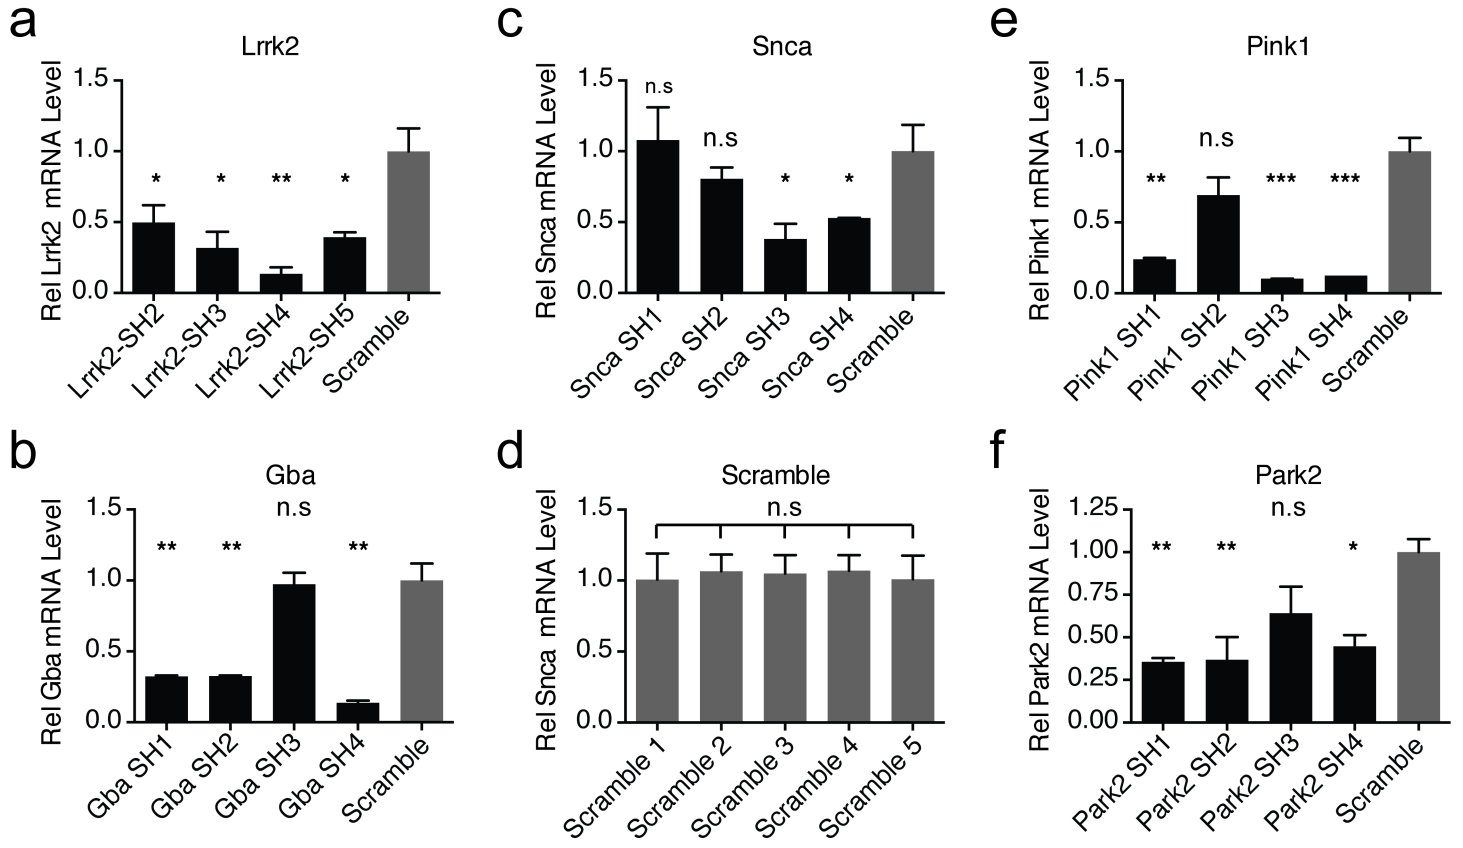 a
Lrrk2
Rel Lrrk2 mRNA Level
1.5
1.0
0.5
0.0
*
*
**
*
Lrrk2-SH2
Lrrk2-SH3
Lrrk2-SH4
Lrrk2-SH5
Scramble
c
Snca
Rel Snca mRNA Level
1.5
1.0
0.5
0.0
n.s
n.s
*
*
Snca SH1
Snca SH2
Snca SH3
Snca SH4
Scramble
e
Pink1
Rel Pink1 mRNA Level
1.5
1.0
0.5
0.0
**
n.s
***
***
Pink1 SH1
Pink1 SH2
Pink1 SH3
Pink1 SH4
Scramble
b
Gba
Rel Gba mRNA Level
1.5
1.0
0.5
0.0
**
**
n.s
**
Gba SH1
Gba SH2
Gba SH3
Gba SH4
Scramble
d
Scramble
Rel Snca mRNA Level
1.5
1.0
0.5
0.0
n.s
Scramble 1
Scramble 2
Scramble 3
Scramble 4
Scramble 5
f
Park2
Rel Park2 mRNA Level
1.25
1.00
0.75
0.50
0.25
0.00
**
**
n.s
*
Park2 SH1
Park2 SH2
Park2 SH3
Park2 SH4
Scramble